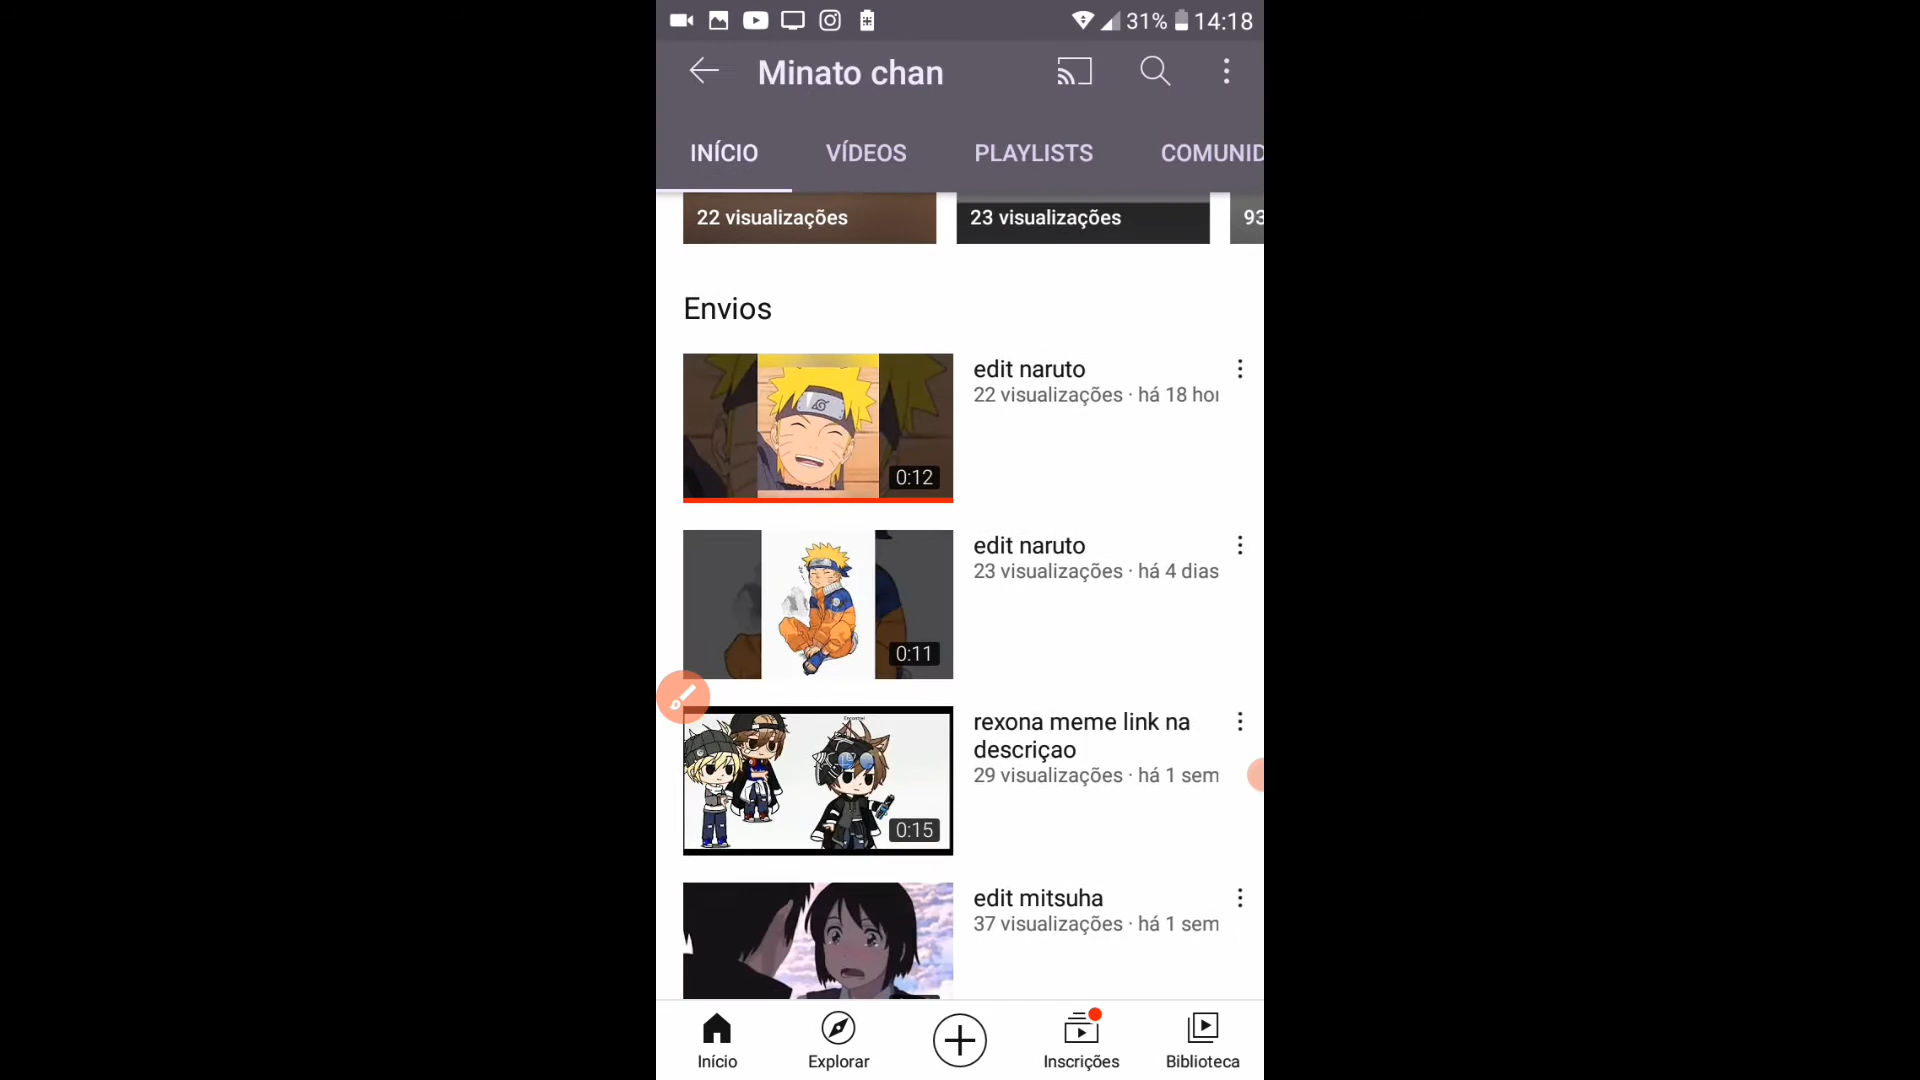 31% 14:18
Minato chan
INÍCIO VÍDEOS PLAYLISTS COMUNID
22 visualizações 23 visualizações 93
Envios
edit naruto
22 visualizações · há 18 hor
0:12
edit naruto
23 visualizações · há 4 dias
0:11
rexona meme link na
descriçao
29 visualizações · há 1 sem
0:15
edit mitsuha
37 visualizações · há 1 sem
Início Explorar Inscrições Biblioteca